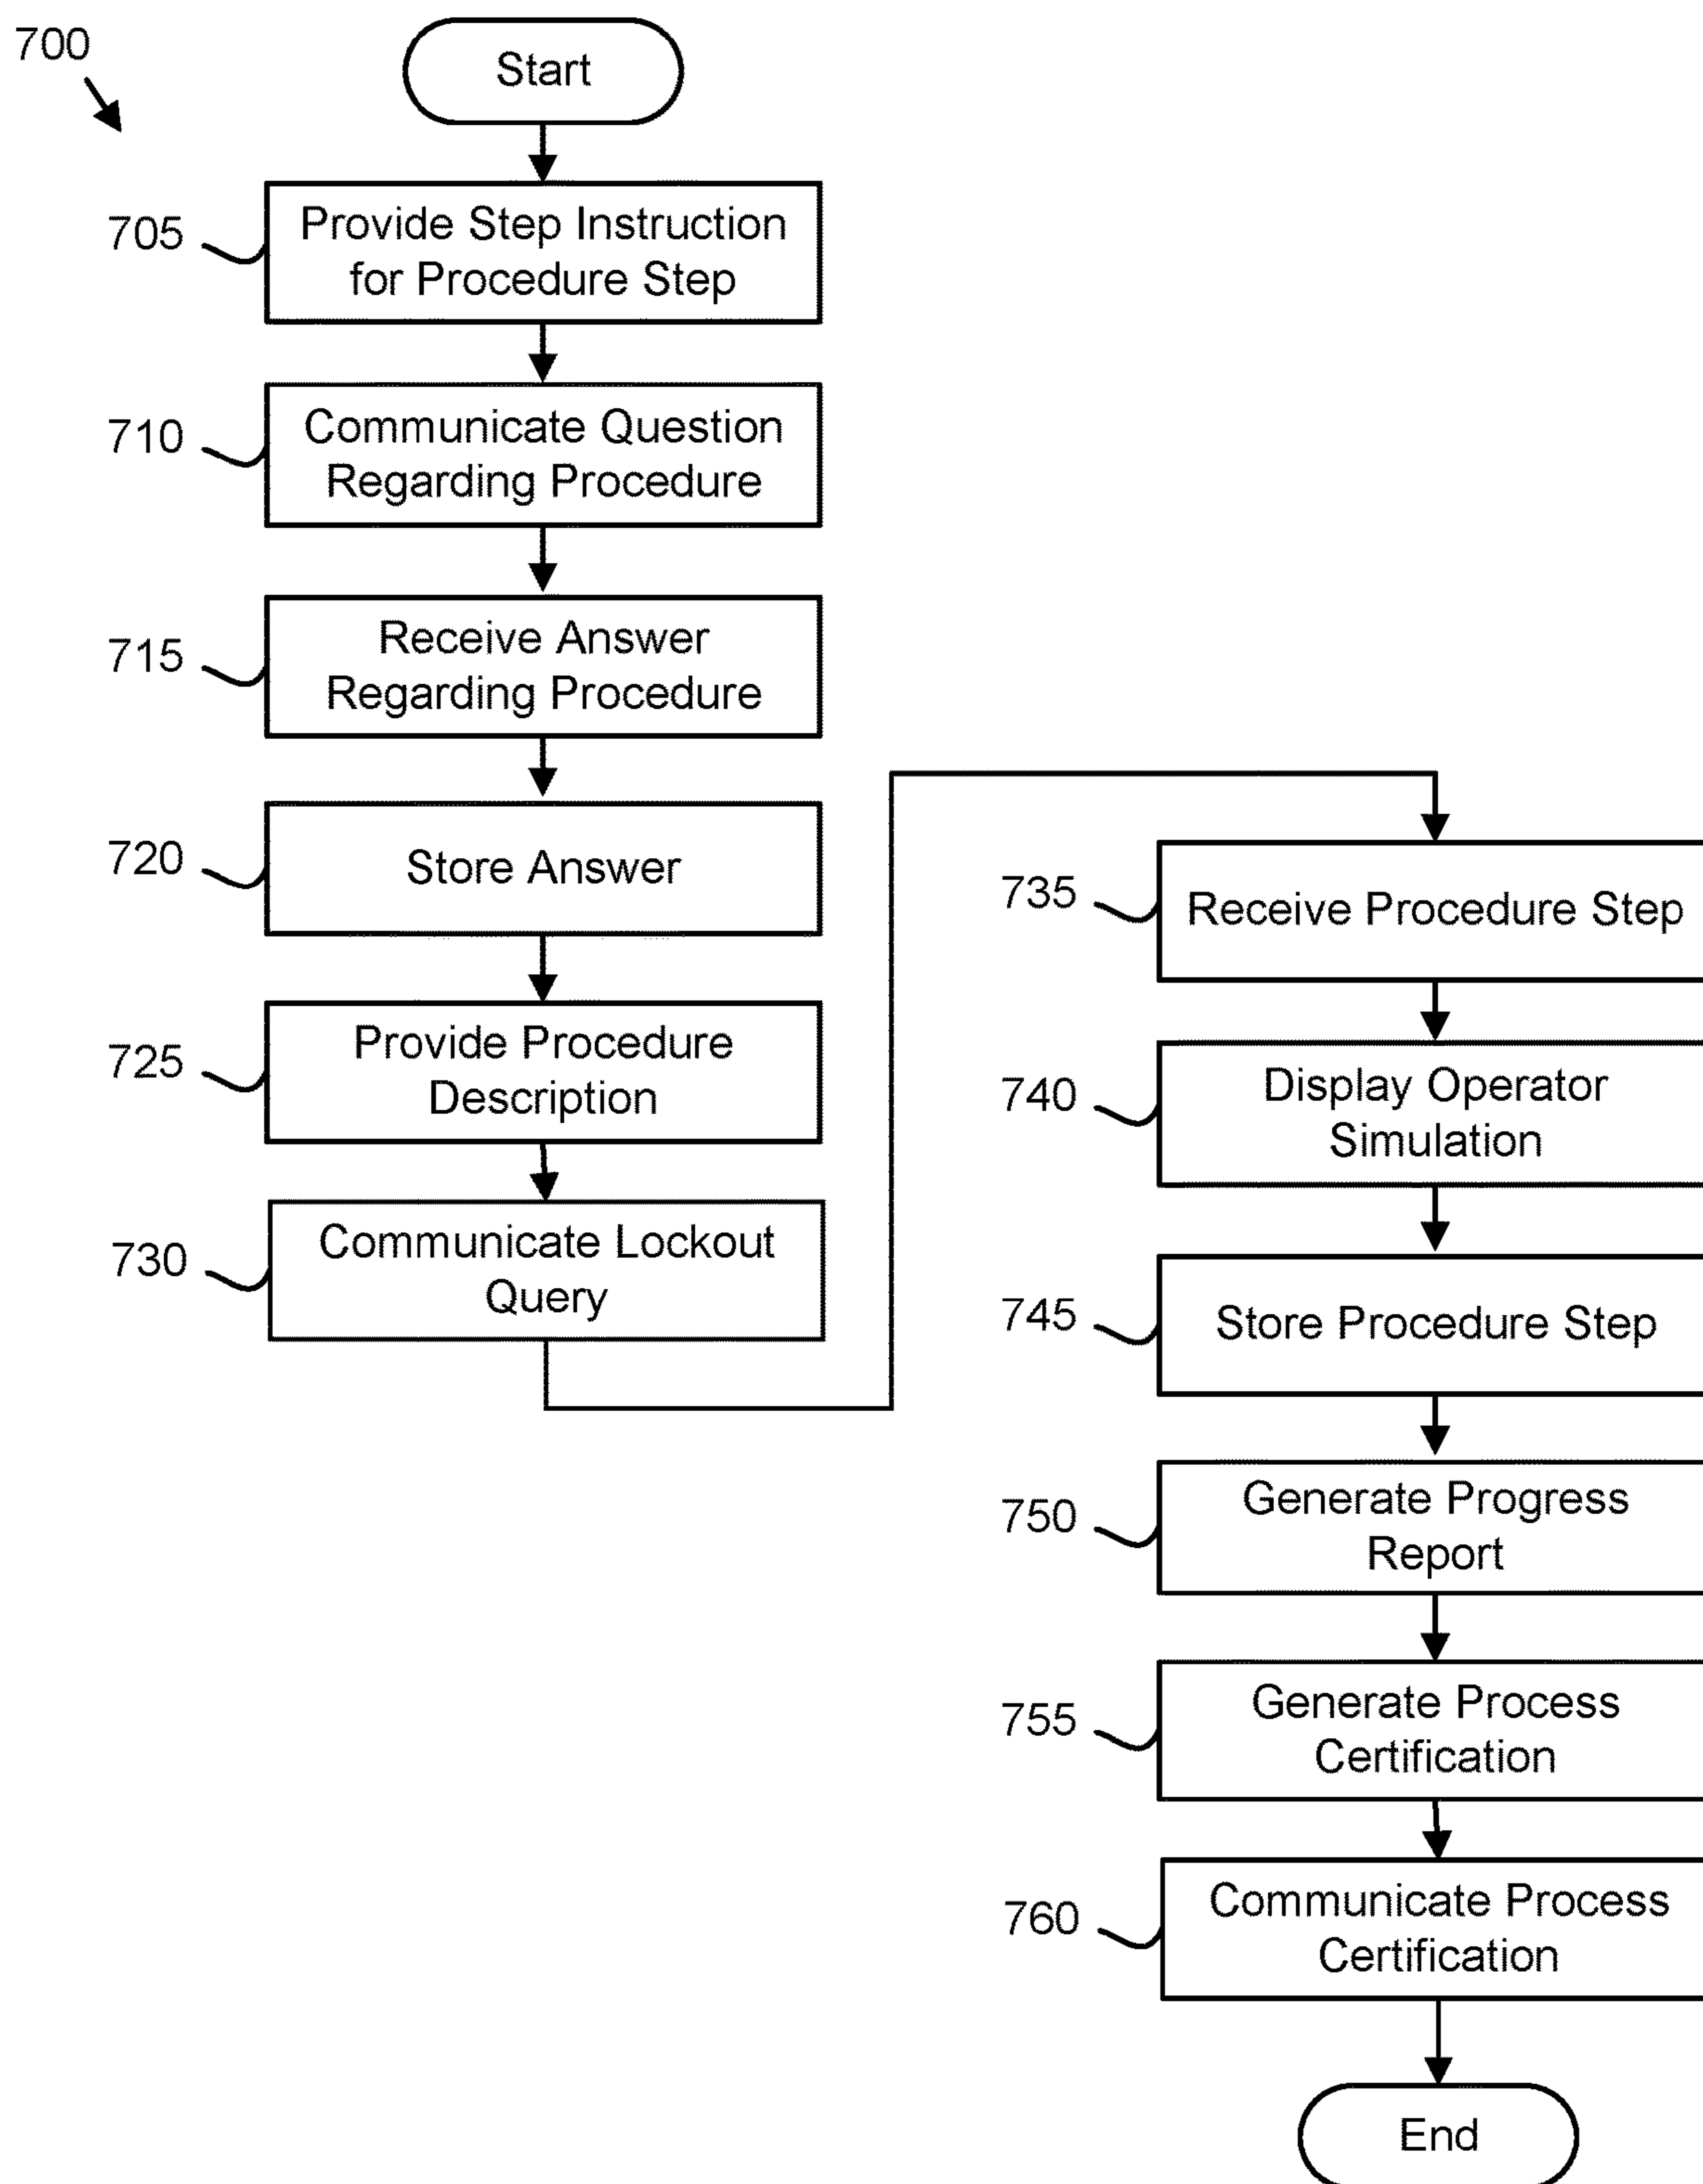 700
Start
705
Provide Step Instruction
for Procedure Step
710
Communicate Question
Regarding Procedure
715
Receive Answer
Regarding Procedure
720
Store Answer
725
Provide Procedure
Description
730
Communicate Lockout
Query
735
Receive Procedure Step
740
Display Operator
Simulation
745
Store Procedure Step
750
Generate Progress
Report
755
Generate Process
Certification
760
Communicate Process
Certification
End